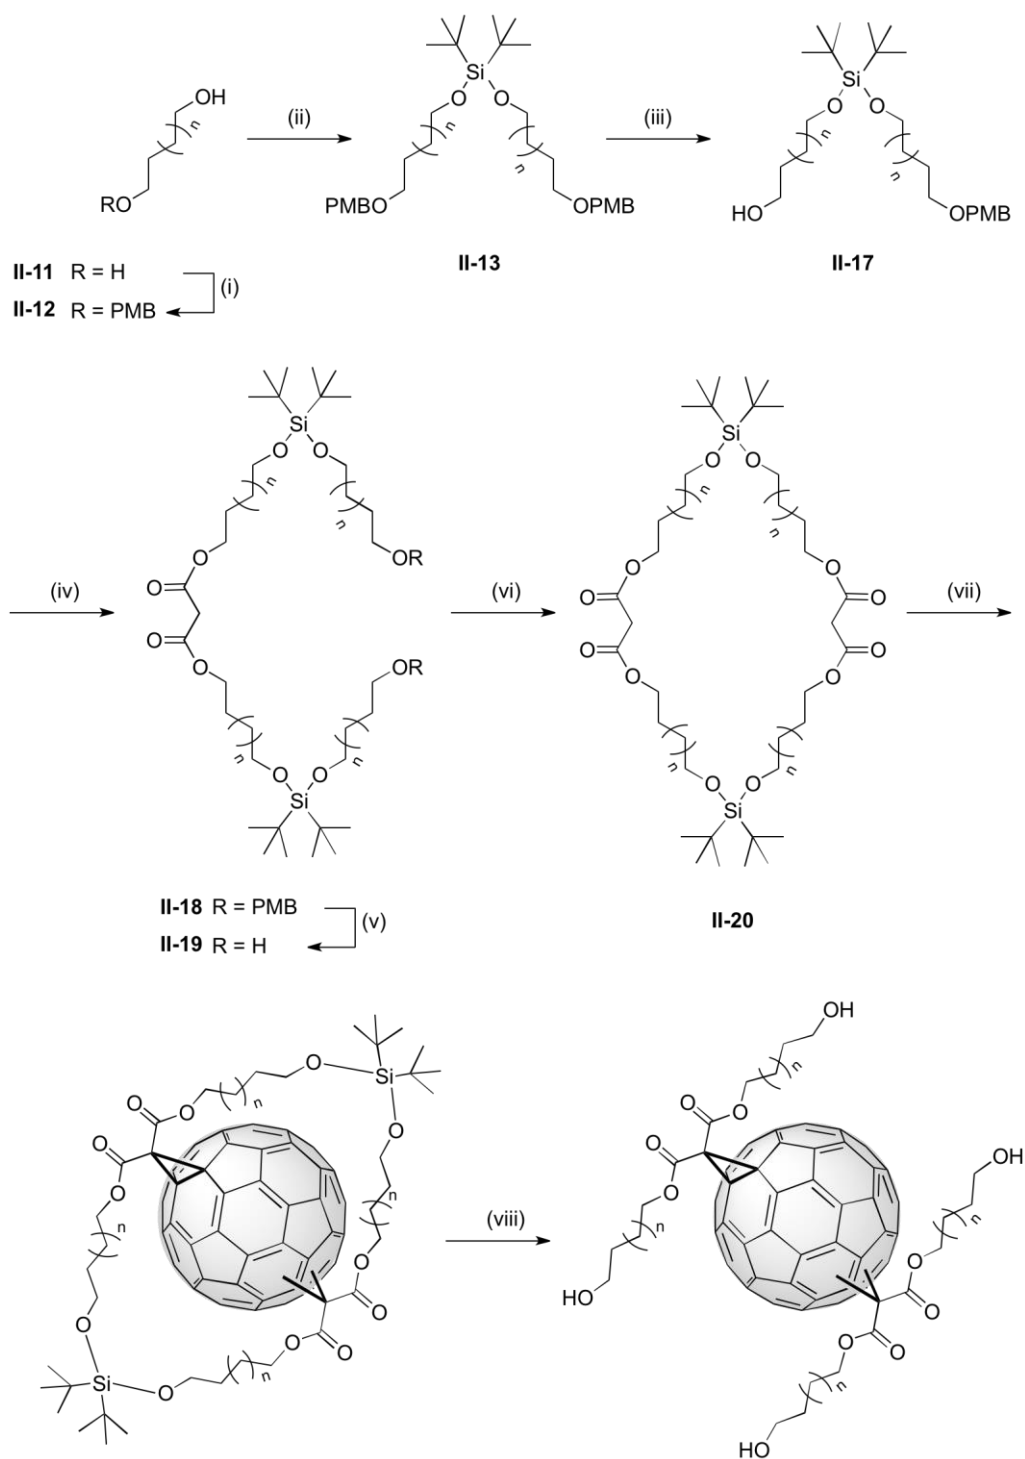 OH
n
RO
II-11 R = H
(i)
II-12 R = PMB
(ii)
Si
O O
n n
PMBO OPMB
II-13
(iii)
Si
O O
n n
HO OPMB
II-17
(iv)
Si
O O
n n
O OR
O
O
O OR
n n
O O
Si
II-18 R = PMB
(v)
II-19 R = H
(vi)
Si
O O
n n
O O
O O
O O
O O
n n
O O
Si
II-20
(vii)
O Si
n
O O
O
O
O n
n
O
O O
O
O O
n
Si O
(viii)
OH
n
O O
O OH
O n
n
O
HO O
O
O
n
HO